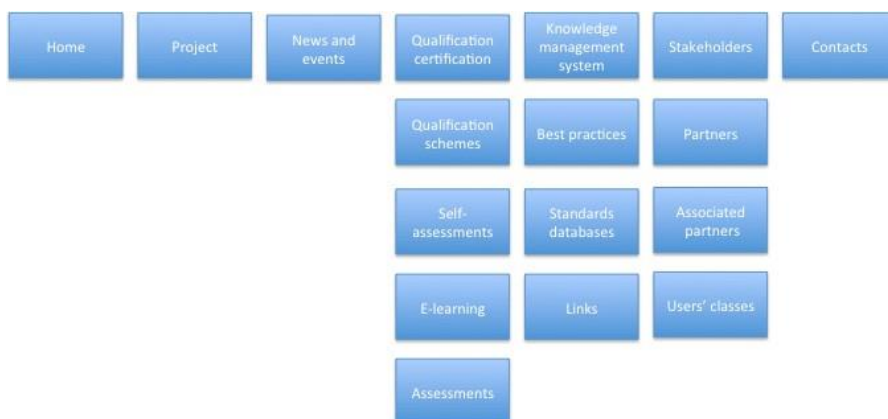 Home
Project
News and
events
Qualification
certification
Knowledge
management
system
Stakeholders
Contacts
Qualification
schemes
Best practices
Partners
Self-
assessments
Standards
databases
Associated
partners
E-learning
Links
Users’ classes
Assessments